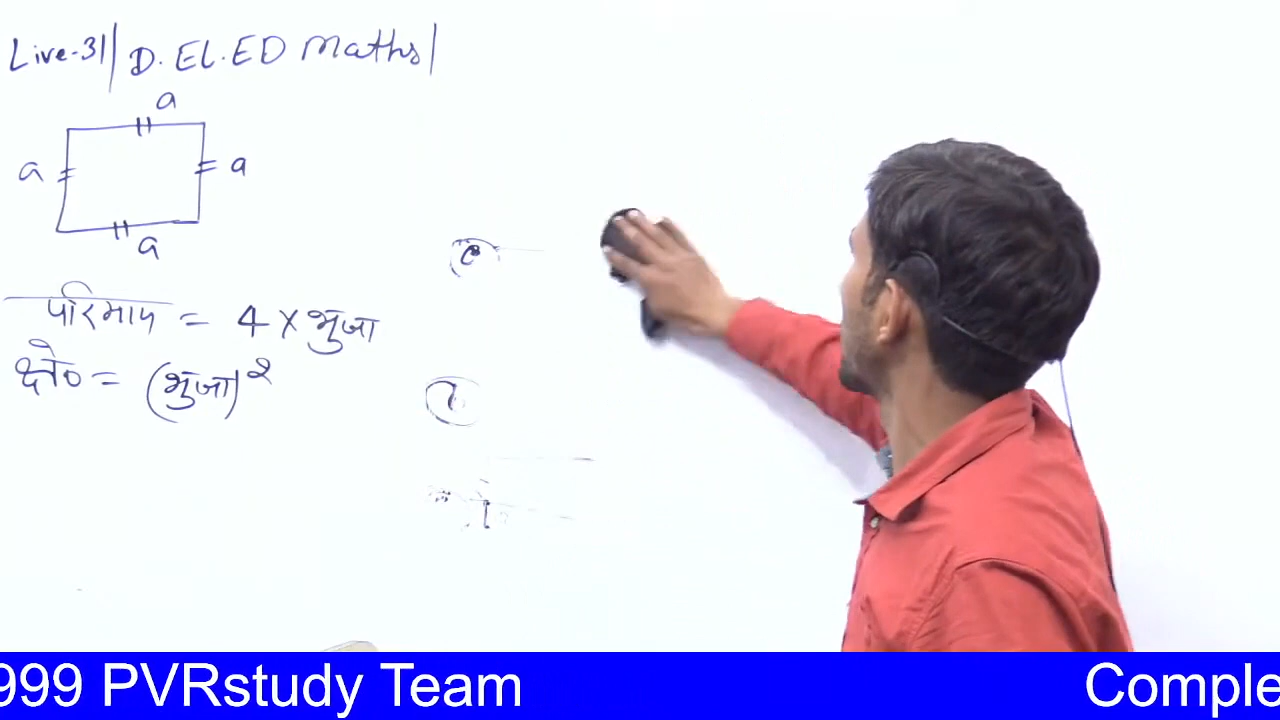 Live-31| D.EL.ED Maths|
a
a
a
a
परिमाप = 4 × भुजा
क्षे० = (भुजा)²
999 PVRstudy Team
Comple